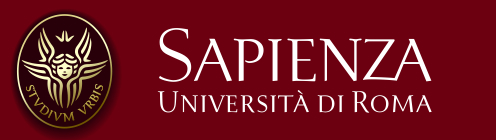 STVDIVM VRBIS
SAPIENZA
UNIVERSITÀ DI ROMA